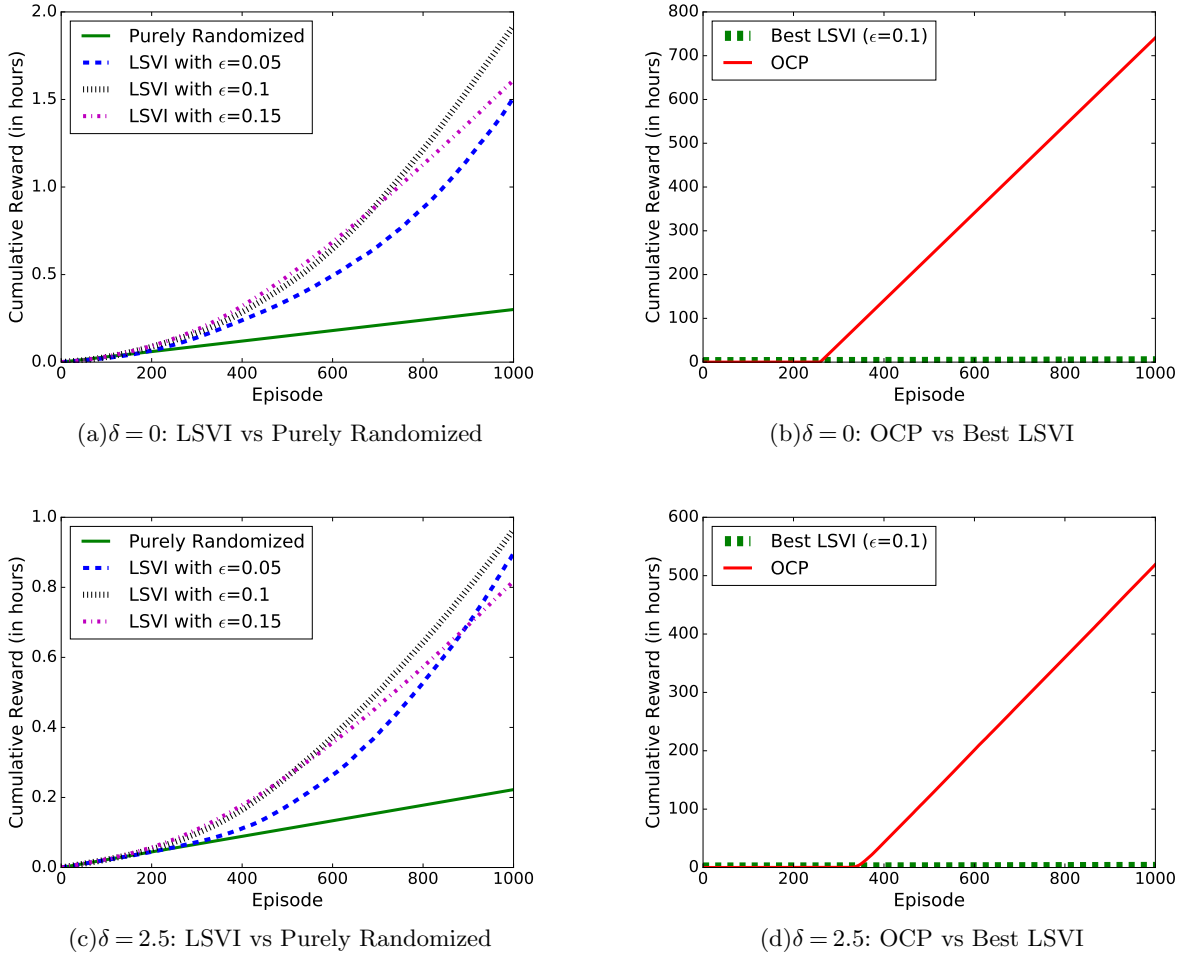 2.0
1.5
1.0
0.5
0.0
0 200 400 600 800 1000
Episode
Cumulative Reward (in hours)
Purely Randomized
LSVI with ϵ=0.05
LSVI with ϵ=0.1
LSVI with ϵ=0.15
(a)δ = 0: LSVI vs Purely Randomized
800
700
600
500
400
300
200
100
0
0 200 400 600 800 1000
Episode
Cumulative Reward (in hours)
Best LSVI (ϵ=0.1)
OCP
(b)δ = 0: OCP vs Best LSVI
1.0
0.8
0.6
0.4
0.2
0.0
0 200 400 600 800 1000
Episode
Cumulative Reward (in hours)
Purely Randomized
LSVI with ϵ=0.05
LSVI with ϵ=0.1
LSVI with ϵ=0.15
(c)δ = 2.5: LSVI vs Purely Randomized
600
500
400
300
200
100
0
0 200 400 600 800 1000
Episode
Cumulative Reward (in hours)
Best LSVI (ϵ=0.1)
OCP
(d)δ = 2.5: OCP vs Best LSVI